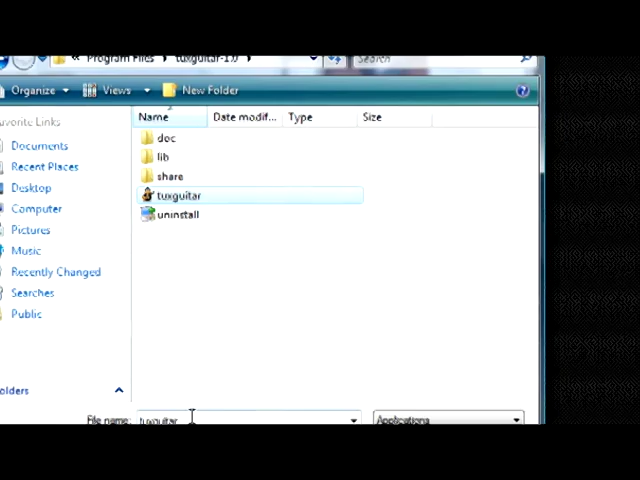 Program Files tuxguitar-1.0 Search
Organize Views New Folder
Name Date modif... Type Size
Favorite Links
Documents
Recent Places
Desktop
Computer
Pictures
Music
Recently Changed
Searches
Public
doc
lib
share
tuxguitar
uninstall
olders
File name: tuxguitar Applications